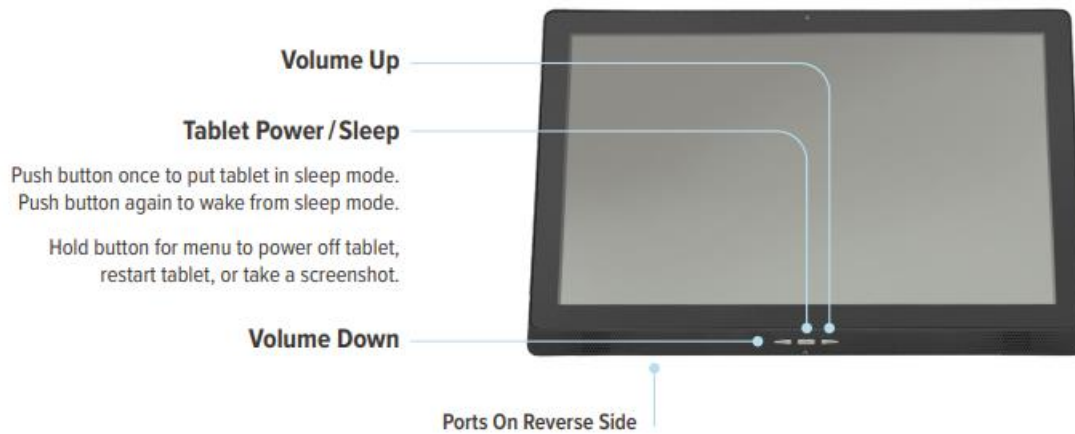 Volume Up
Tablet Power / Sleep
Push button once to put tablet in sleep mode.
Push button again to wake from sleep mode.
Hold button for menu to power off tablet,
restart tablet, or take a screenshot.
Volume Down
Ports On Reverse Side